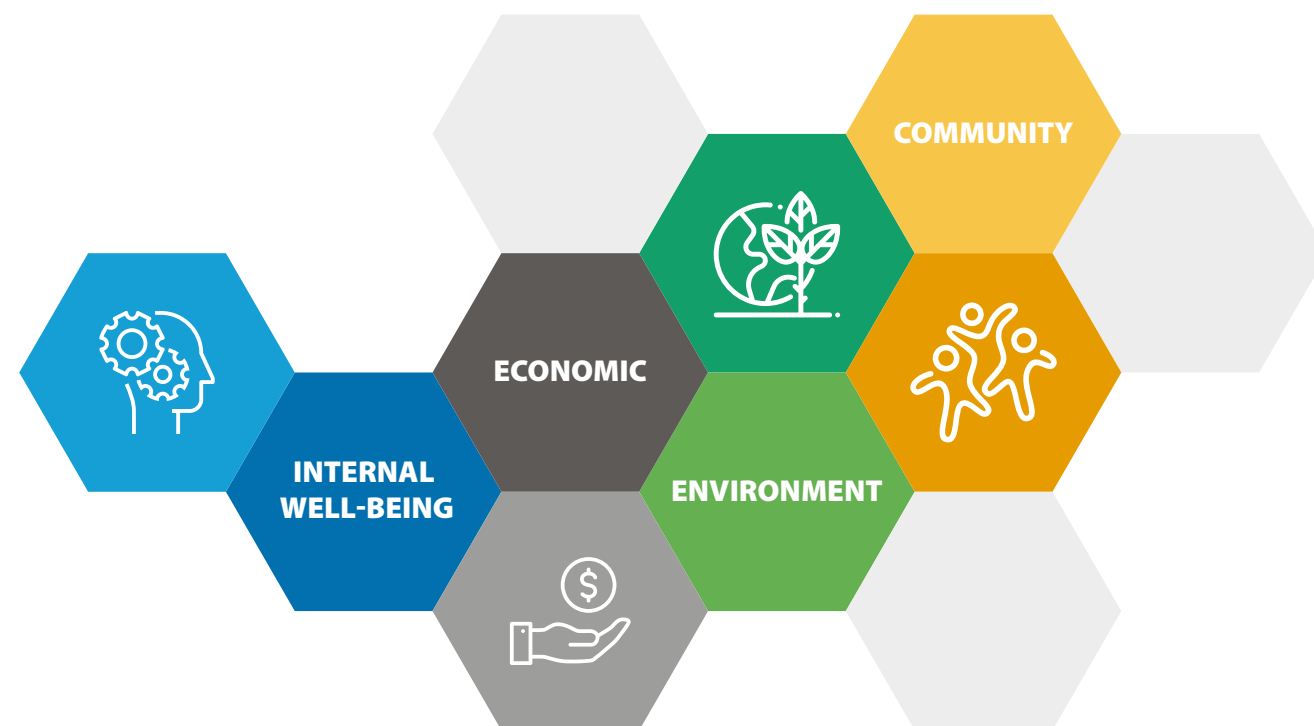 COMMUNITY
ECONOMIC
INTERNAL
WELL-BEING
ENVIRONMENT
$